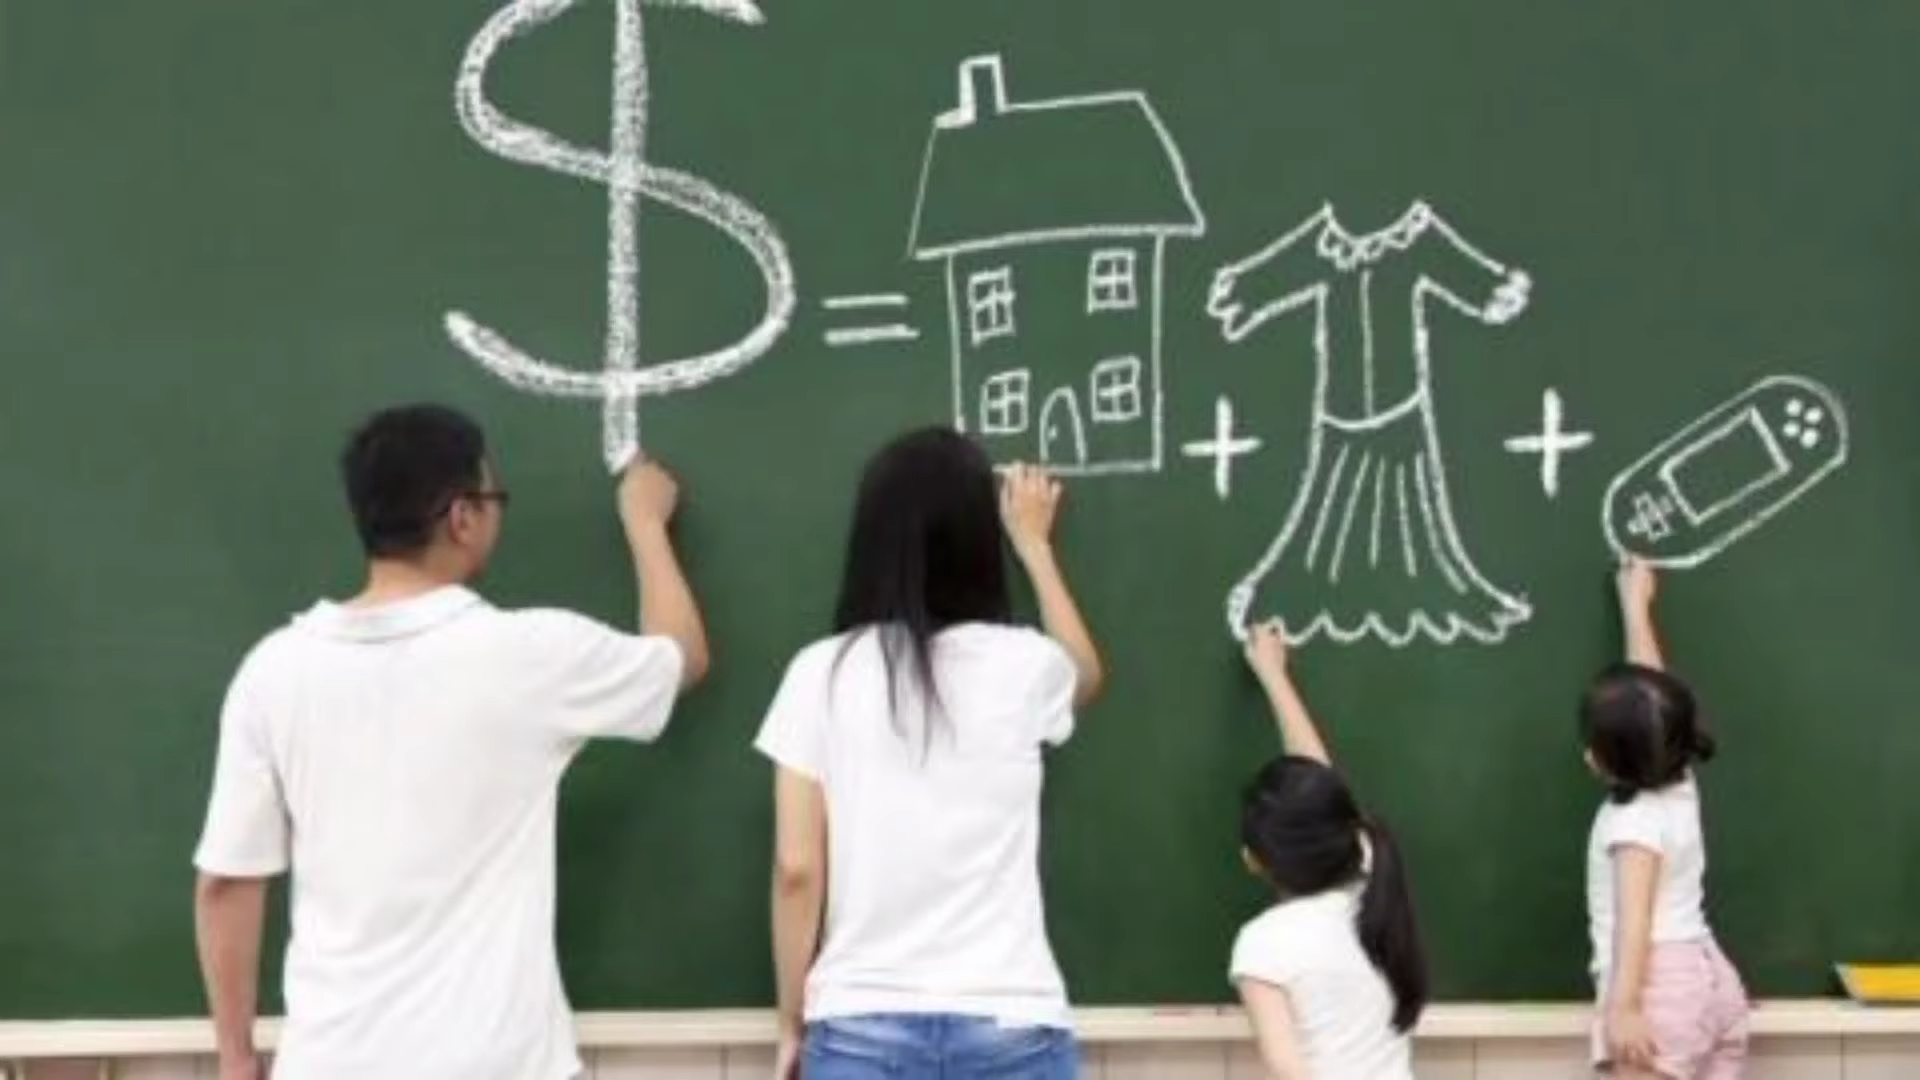 $ = + +